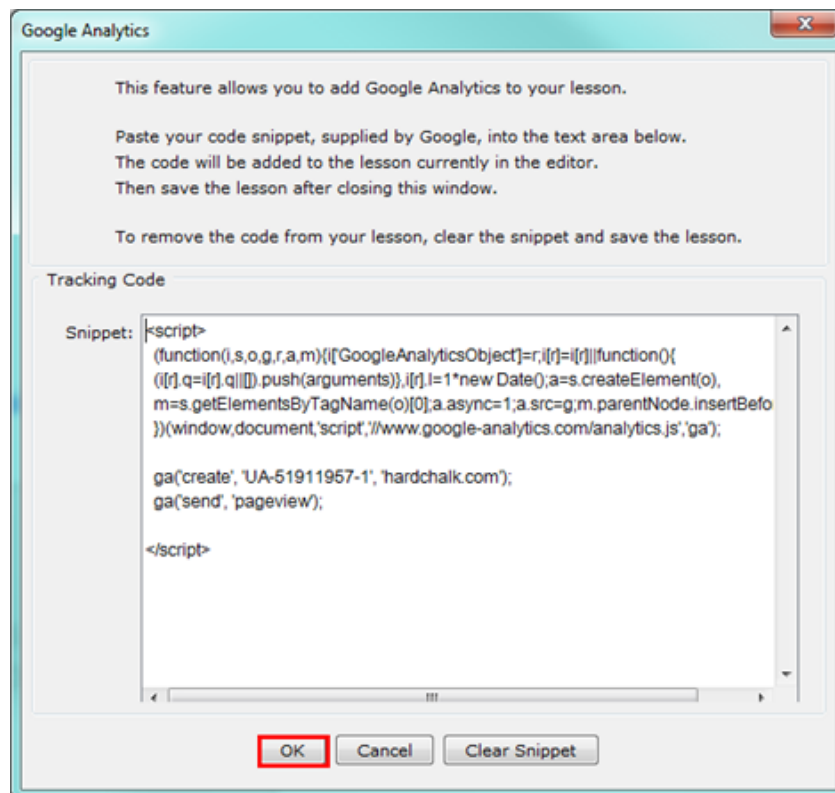 Google Analytics
This feature allows you to add Google Analytics to your lesson.
Paste your code snippet, supplied by Google, into the text area below.
The code will be added to the lesson currently in the editor.
Then save the lesson after closing this window.
To remove the code from your lesson, clear the snippet and save the lesson.
Tracking Code
Snippet:
<script>
(function(i,s,o,g,r,a,m){i['GoogleAnalyticsObject']=r;i[r]=i[r]||function(){
(i[r].q=i[r].q||[]).push(arguments)},i[r].l=1*new Date();a=s.createElement(o),
m=s.getElementsByTagName(o)[0];a.async=1;a.src=g;m.parentNode.insertBefo
})(window,document,'script','//www.google-analytics.com/analytics.js','ga');
ga('create', 'UA-51911957-1', 'hardchalk.com');
ga('send', 'pageview');
</script>
OK Cancel Clear Snippet